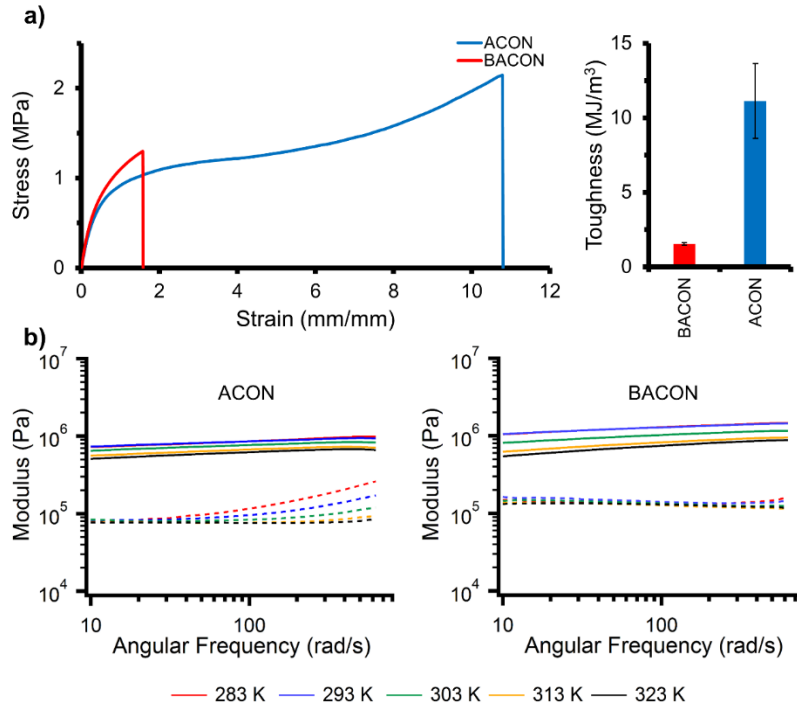 a)
ACON
BACON
Stress (MPa)
2
1
0
0 2 4 6 8 10 12
Strain (mm/mm)
Toughness (MJ/m³)
15
10
5
0
BACON
ACON
b)
Modulus (Pa)
10⁷
10⁶
10⁵
10⁴
ACON
10 100
Angular Frequency (rad/s)
Modulus (Pa)
10⁷
10⁶
10⁵
10⁴
BACON
10 100
Angular Frequency (rad/s)
283 K 293 K 303 K 313 K 323 K